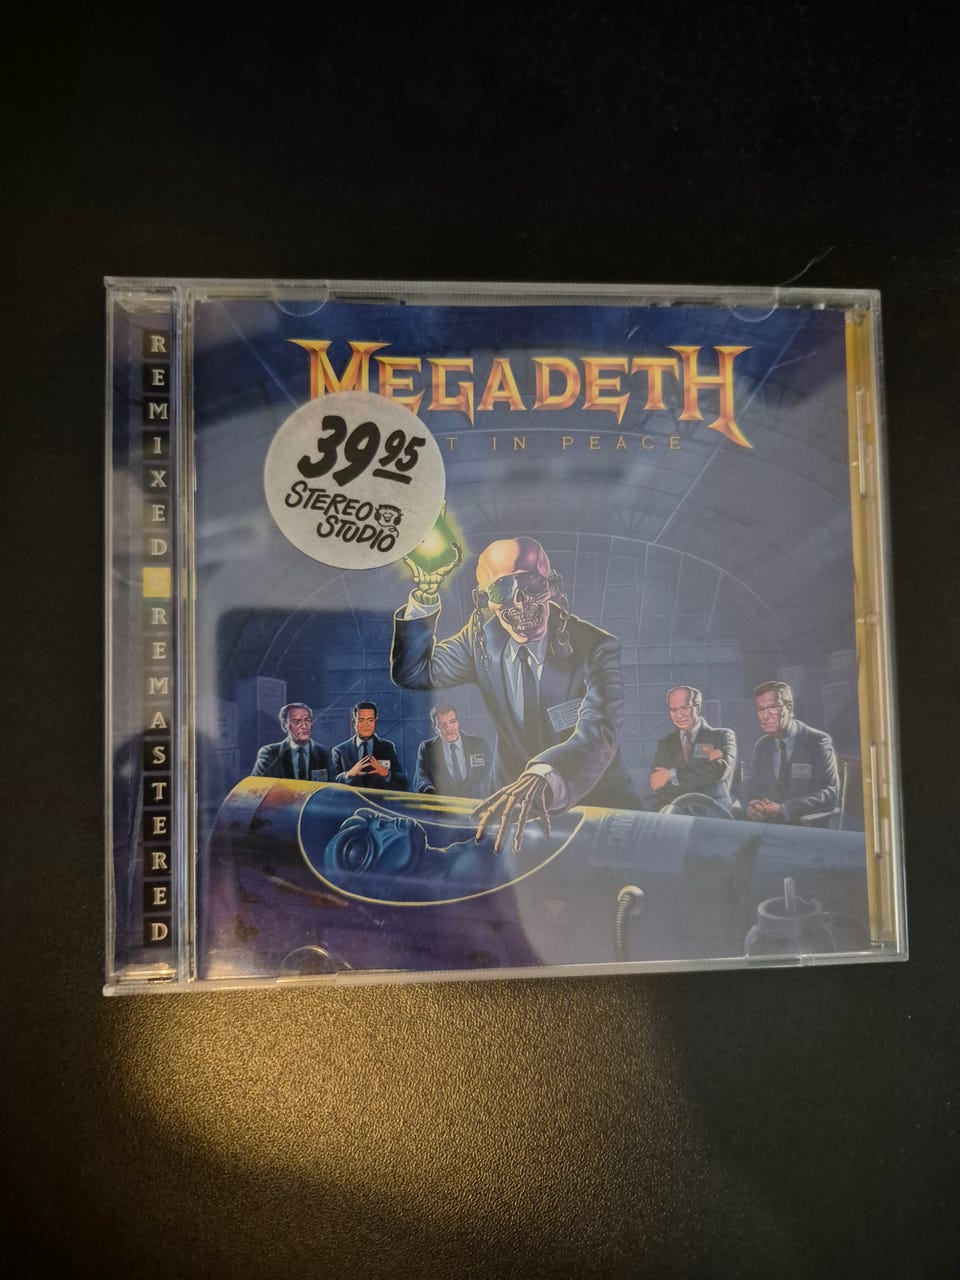 REMIXED & REMASTERED
MEGADETH
T IN PEACE
39.95
STEREO
STUDIO